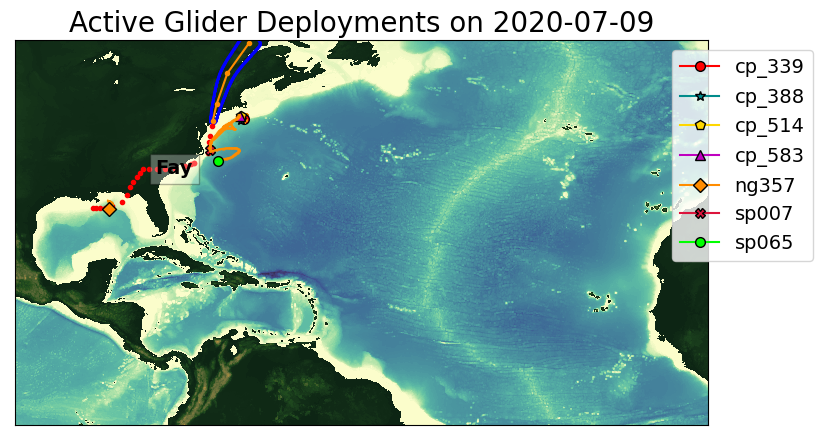 Active Glider Deployments on 2020-07-09
cp_339
cp_388
cp_514
cp_583
ng357
sp007
sp065
Fay